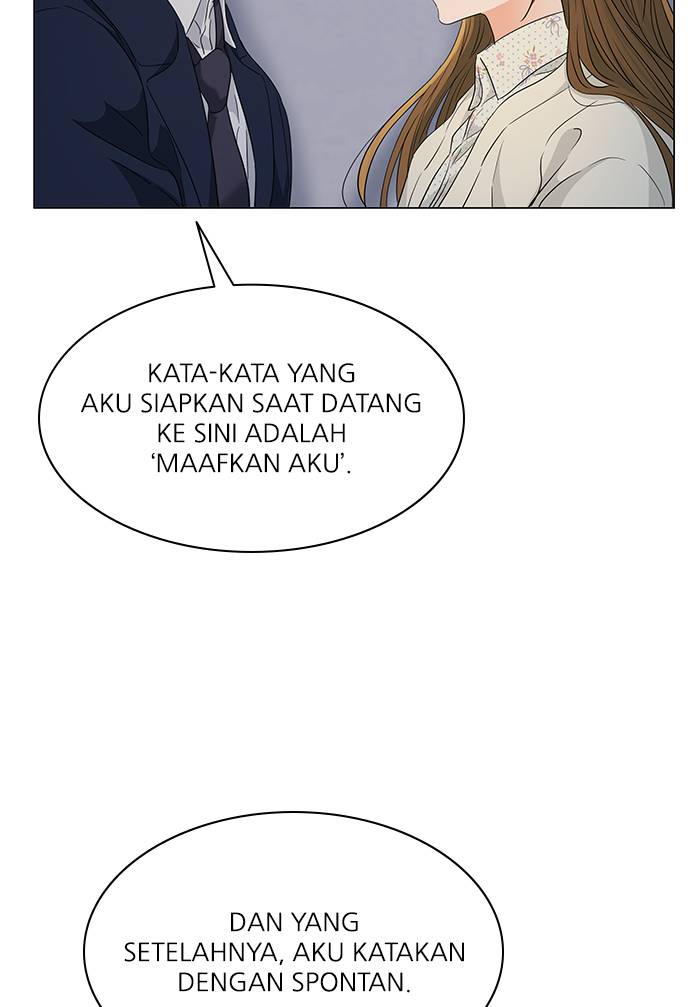 KATA-KATA YANG
AKU SIAPKAN SAAT DATANG
KE SINI ADALAH
‘MAAFKAN AKU’.
DAN YANG
SETELAHNYA, AKU KATAKAN
DENGAN SPONTAN.